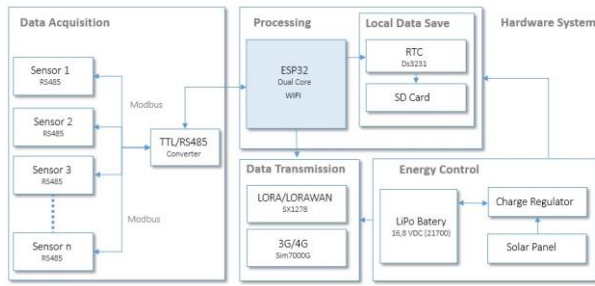 Data Acquisition
Sensor 1
RS485
Sensor 2
RS485
Sensor 3
RS485
Sensor n
RS485
Modbus
Modbus
TTL/RS485
Converter
Processing
ESP32
Dual Core
WIFI
Local Data Save
RTC
Ds3231
SD Card
Hardware System
Data Transmission
LORA/LORAWAN
SX1278
3G/4G
Sim7000G
Energy Control
LiPo Batery
16,8 VDC (21700)
Charge Regulator
Solar Panel